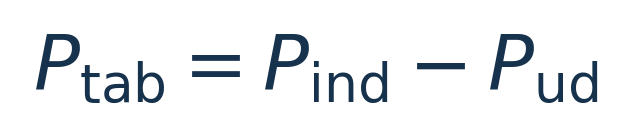 P_tab = P_ind − P_ud